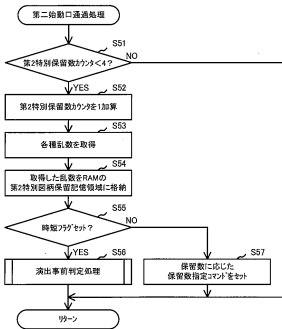 第二始動口通過処理
S51
第2特別保留数カウンタ<4?
NO
YES
S52
第2特別保留数カウンタを1加算
S53
各種乱数を取得
S54
取得した乱数をRAMの
第2特別図柄保留記憶領域に格納
S55
時短フラグセット?
NO
YES
S56
演出事前判定処理
S57
保留数に応じた
保留数指定コマンドをセット
リターン